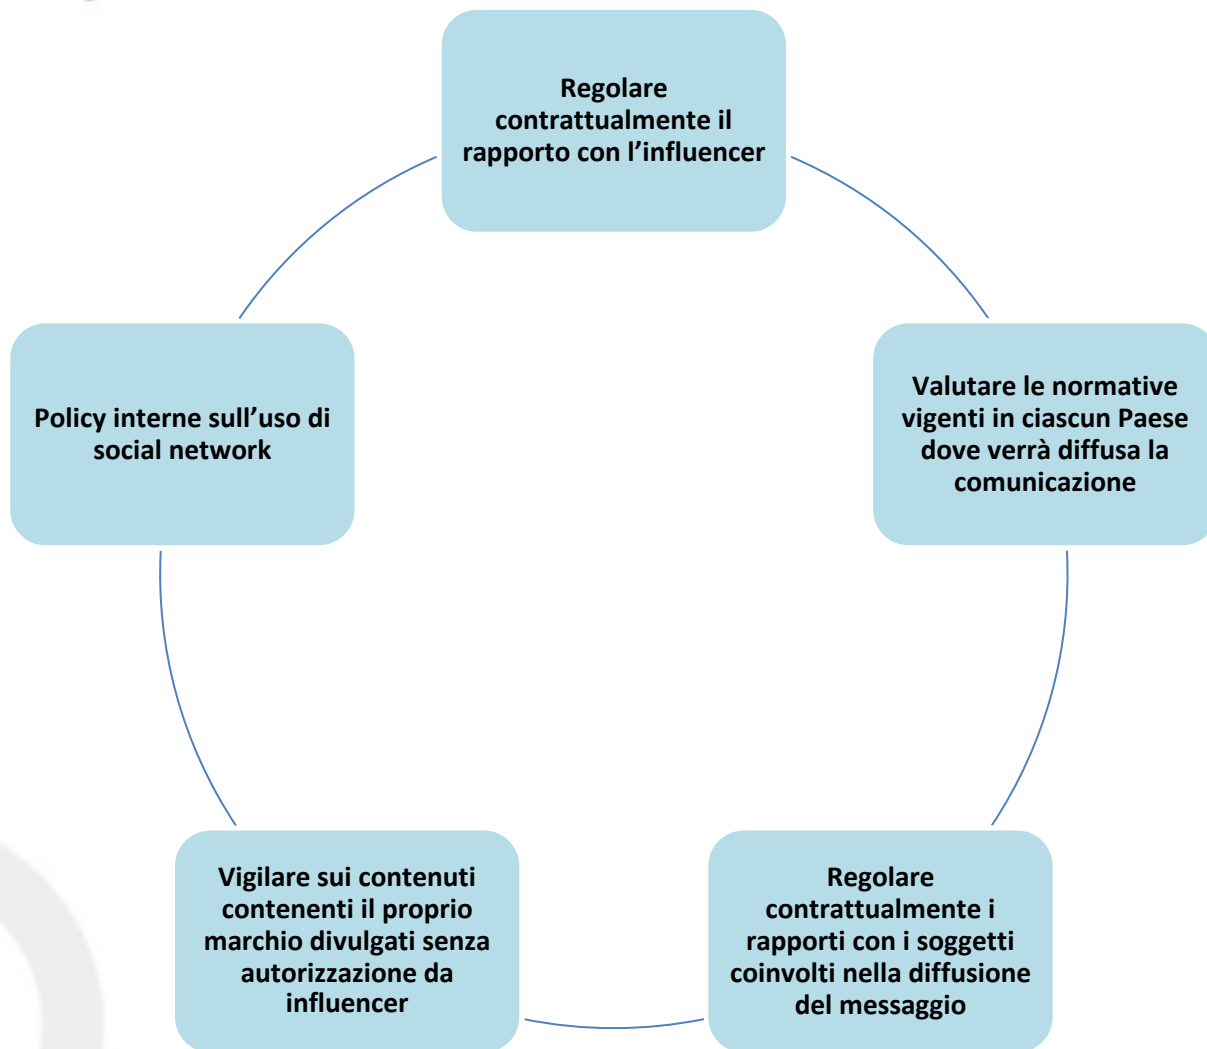 Regolare
contrattualmente il
rapporto con l’influencer
Valutare le normative
vigenti in ciascun Paese
dove verrà diffusa la
comunicazione
Regolare
contrattualmente i
rapporti con i soggetti
coinvolti nella diffusione
del messaggio
Vigilare sui contenuti
contenenti il proprio
marchio divulgati senza
autorizzazione da
influencer
Policy interne sull’uso di
social network